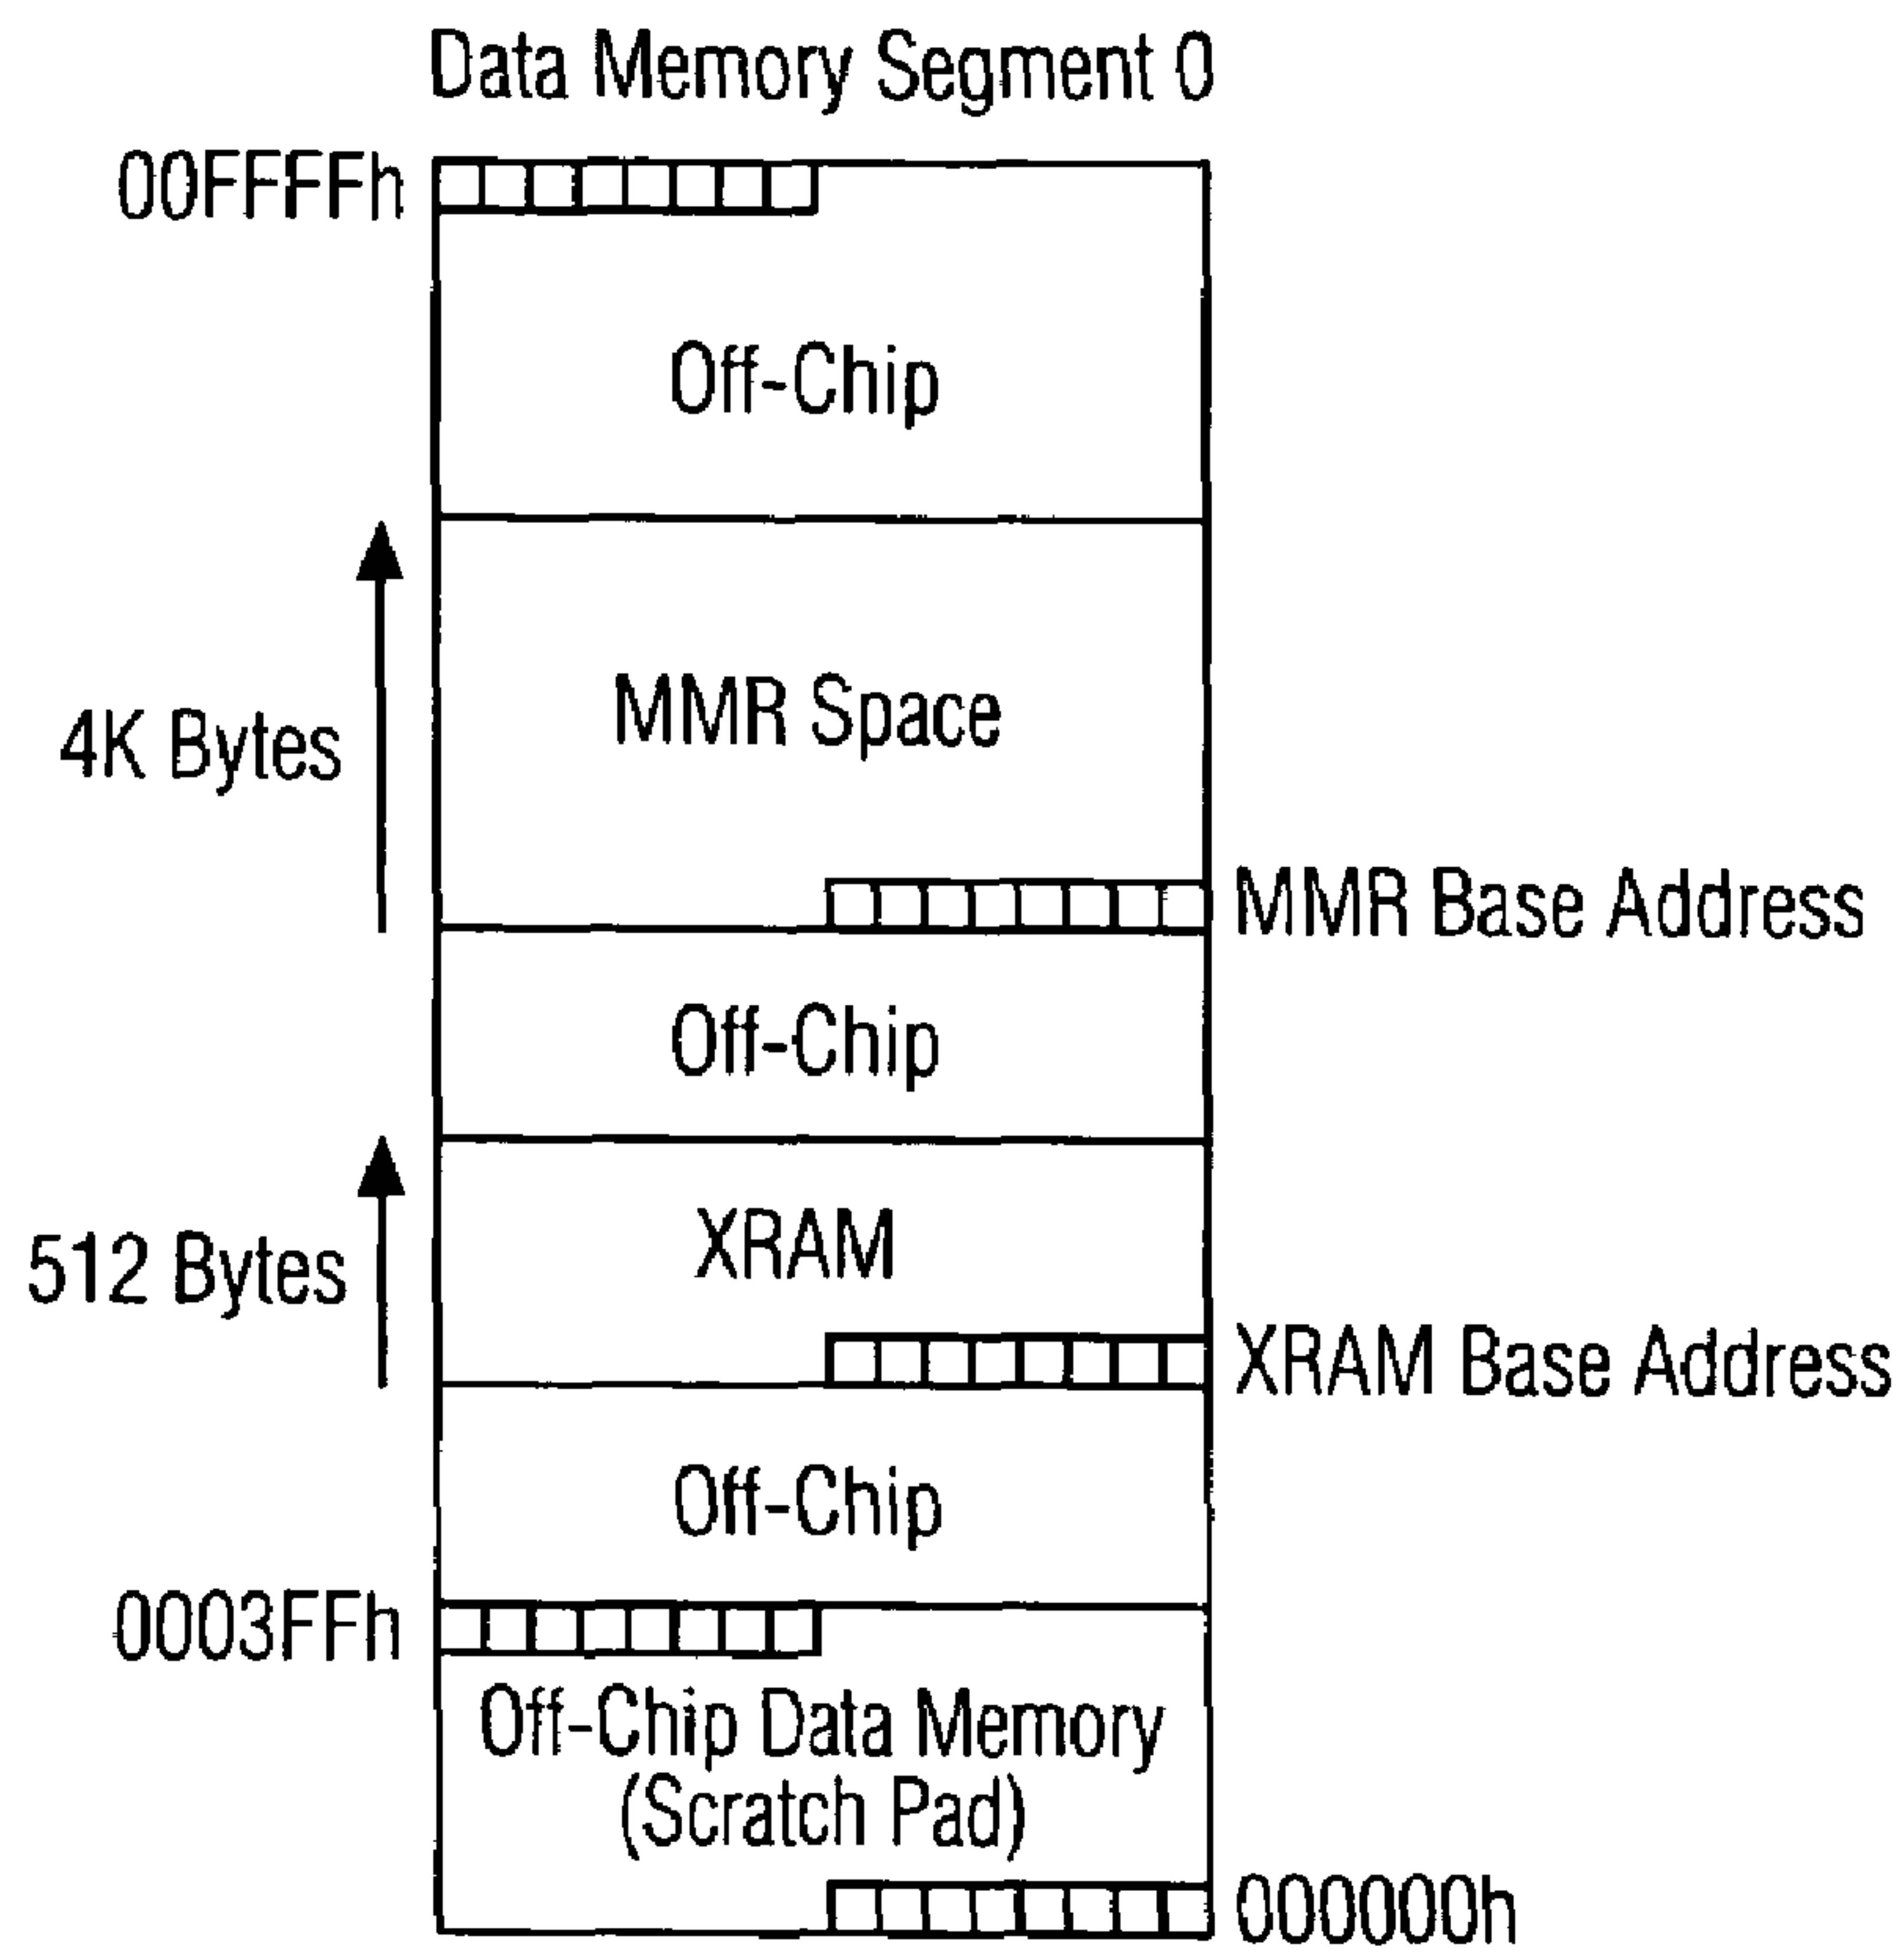 Data Memory Segment 0
00FFFFh
Off-Chip
MMR Space
4K Bytes
MMR Base Address
Off-Chip
XRAM
512 Bytes
XRAM Base Address
Off-Chip
0003FFh
Off-Chip Data Memory
(Scratch Pad)
000000h